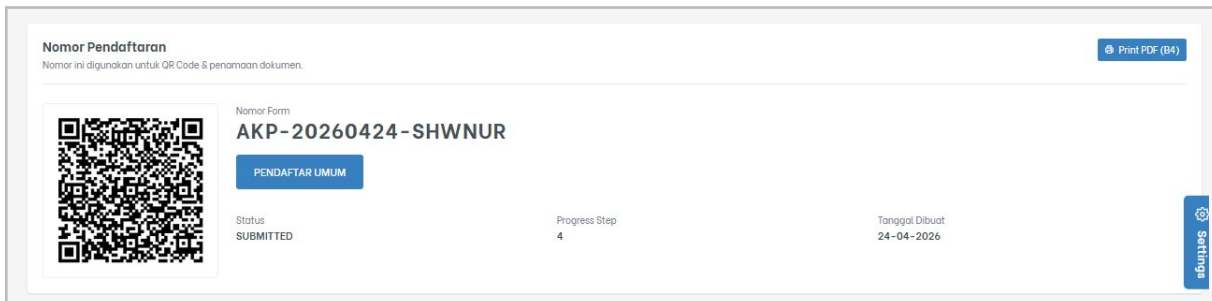 Nomor Pendaftaran
Nomor ini digunakan untuk QR Code & penamaan dokumen.
Print PDF (B4)
Nomor Form
AKP-20260424-SHWNUR
PENDAFTAR UMUM
Status
SUBMITTED
Progress Step
4
Tanggal Dibuat
24-04-2026
Settings